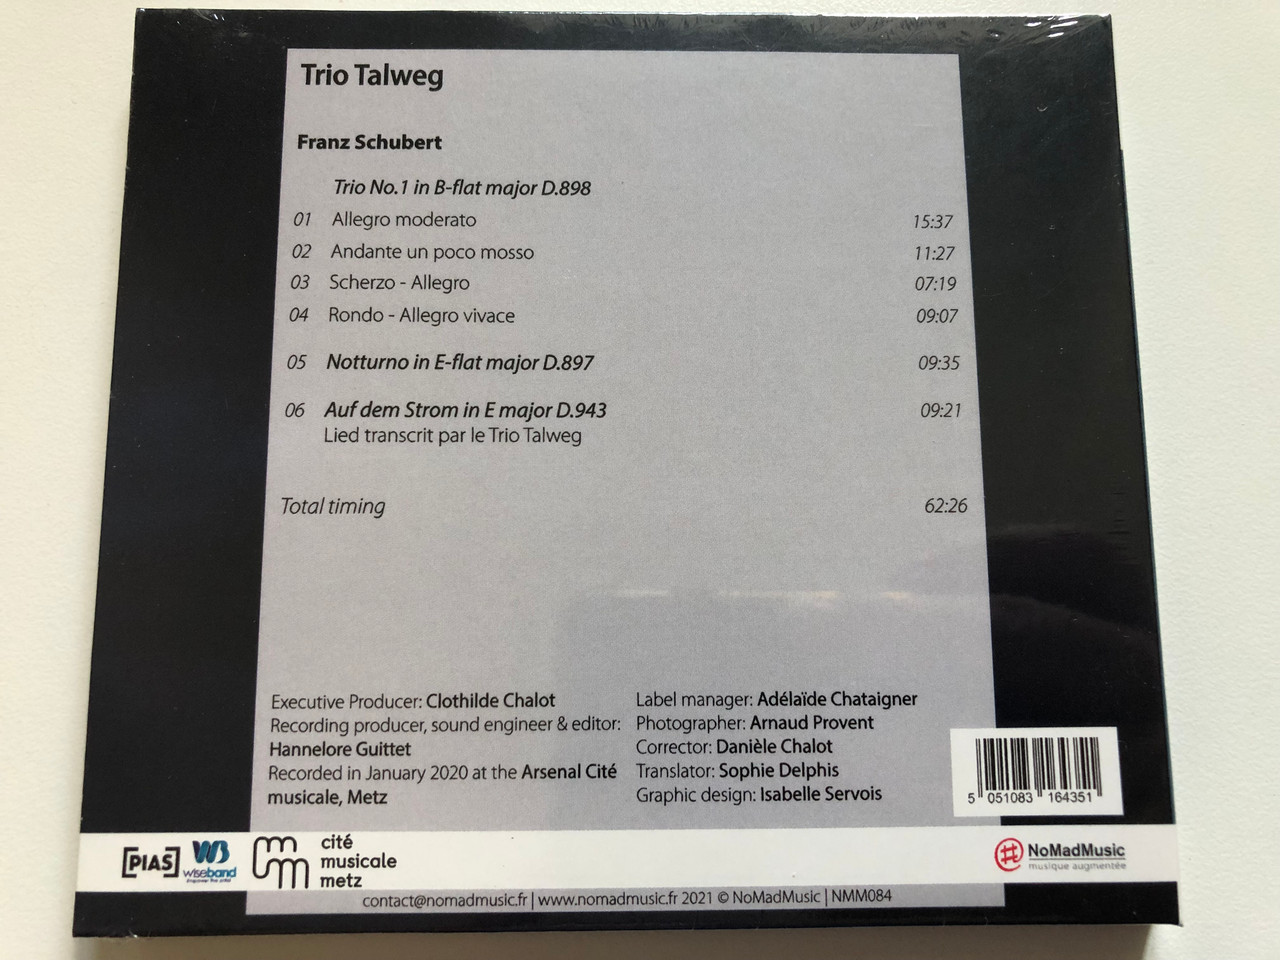 Trio Talweg
Franz Schubert
Trio No.1 in B-flat major D.898
01 Allegro moderato 15:37
02 Andante un poco mosso 11:27
03 Scherzo - Allegro 07:19
04 Rondo - Allegro vivace 09:07
05 Notturno in E-flat major D.897 09:35
06 Auf dem Strom in E major D.943 09:21
Lied transcrit par le Trio Talweg
Total timing 62:26
Executive Producer: Clothilde Chalot
Recording producer, sound engineer & editor:
Hannelore Guittet
Recorded in January 2020 at the Arsenal Cité
musicale, Metz
Label manager: Adélaïde Chataigner
Photographer: Arnaud Provent
Corrector: Danièle Chalot
Translator: Sophie Delphis
Graphic design: Isabelle Servois
5 051083 164351
[PIAS]
WB
wiseband
Empower the artist
cité
musicale
metz
NoMadMusic
musique augmentée
contact@nomadmusic.fr | www.nomadmusic.fr 2021 © NoMadMusic | NMM084